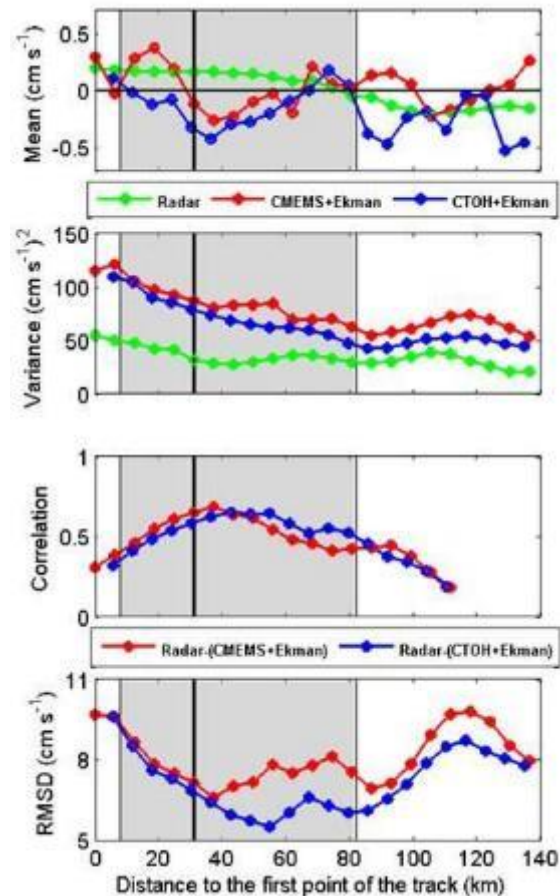 Mean (cm s⁻¹)
0.5
0
-0.5
Radar CMEMS+Ekman CTOH+Ekman
Variance (cm s⁻¹)²
150
100
50
0
Correlation
1
0.5
0
Radar-(CMEMS+Ekman) Radar-(CTOH+Ekman)
RMSD (cm s⁻¹)
11
8
5
0 20 40 60 80 100 120 140
Distance to the first point of the track (km)